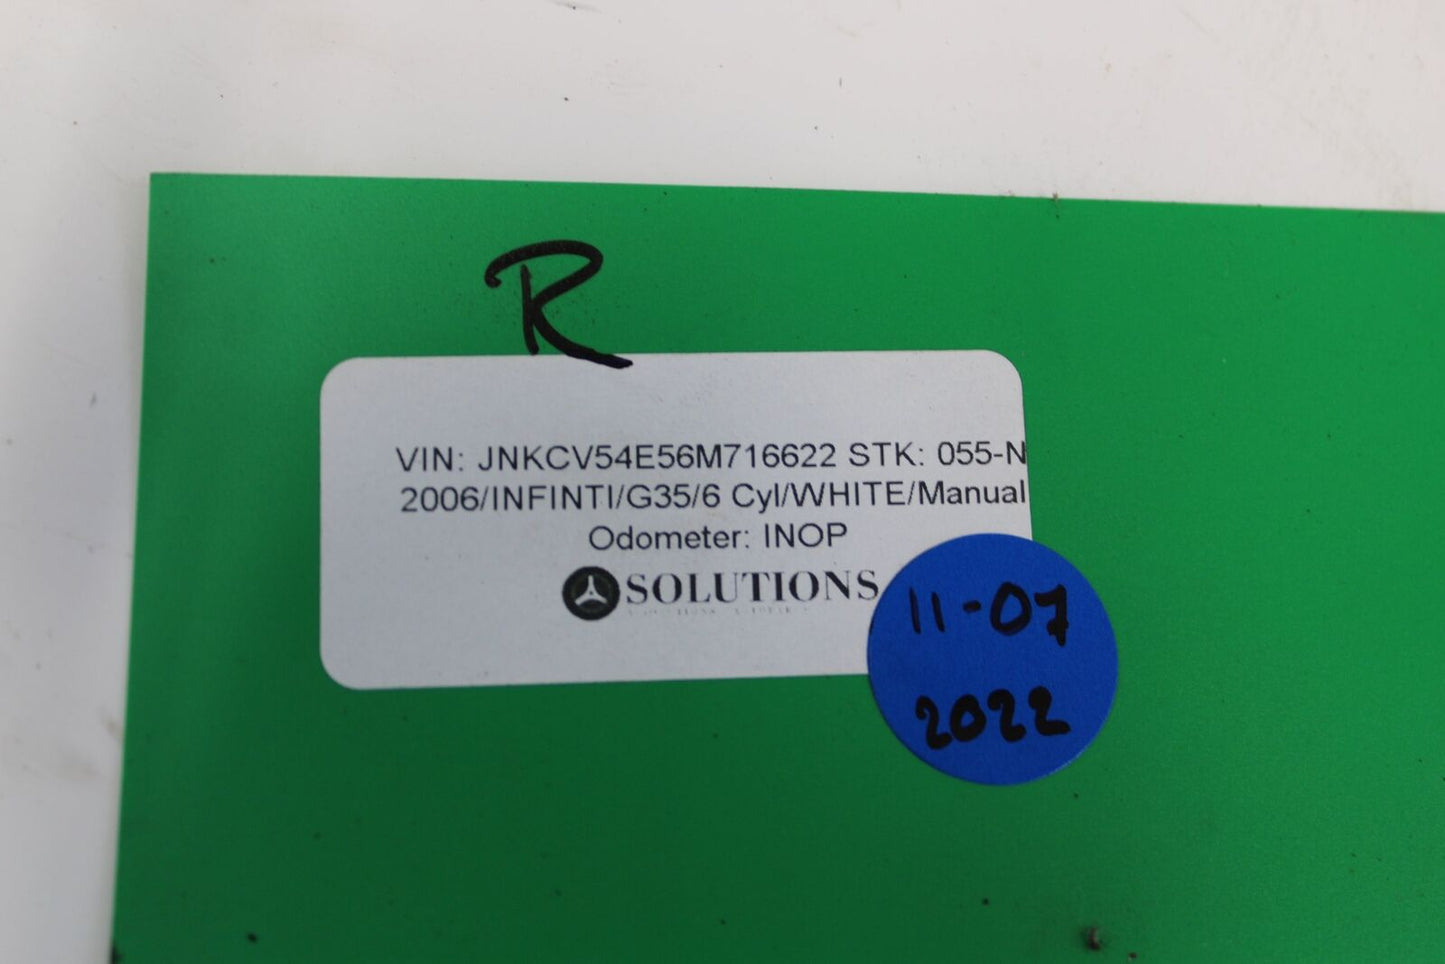 R
VIN: JNKCV54E56M716622 STK: 055-N
2006/INFINTI/G35/6 Cyl/WHITE/Manual
Odometer: INOP
SOLUTIONS
11-07
2022